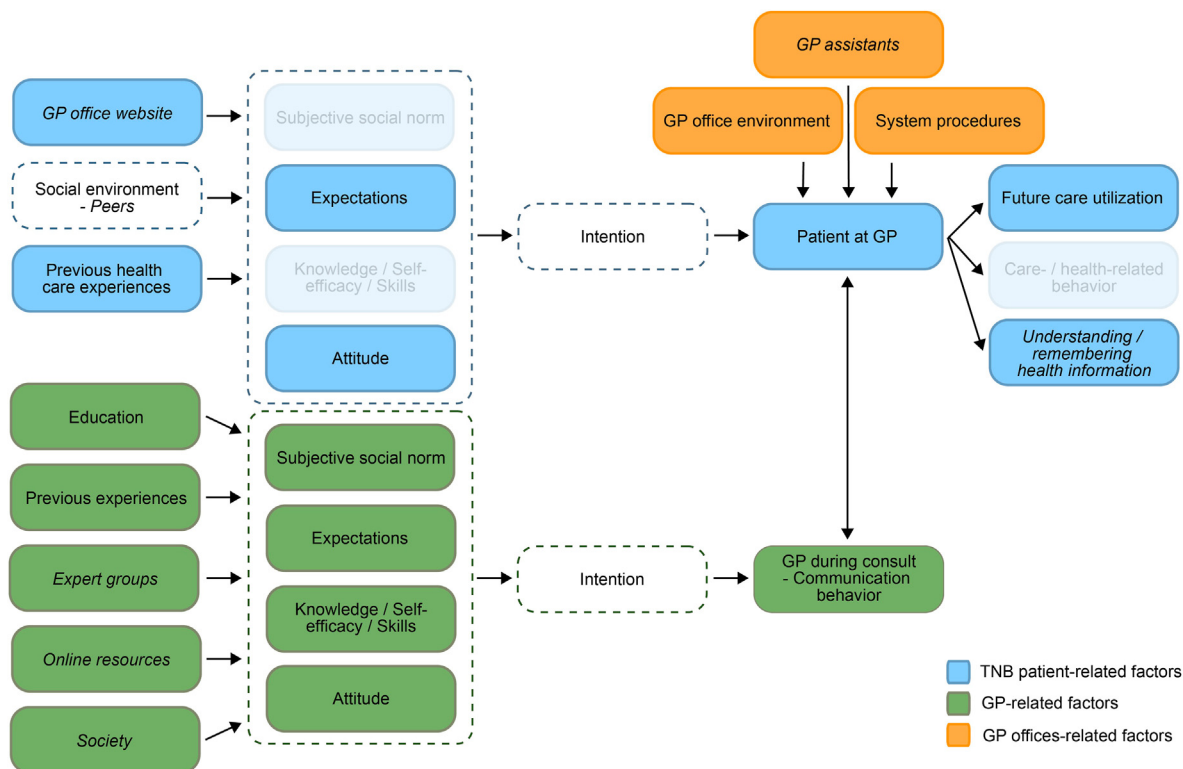 GP assistants
GP office environment
System procedures
GP office website
Social environment
- Peers
Previous health
care experiences
Subjective social norm
Expectations
Knowledge / Self-
efficacy / Skills
Attitude
Intention
Patient at GP
Future care utilization
Care- / health-related
behavior
Understanding /
remembering
health information
Education
Previous experiences
Expert groups
Online resources
Society
Subjective social norm
Expectations
Knowledge / Self-
efficacy / Skills
Attitude
Intention
GP during consult
- Communication
behavior
TNB patient-related factors
GP-related factors
GP offices-related factors